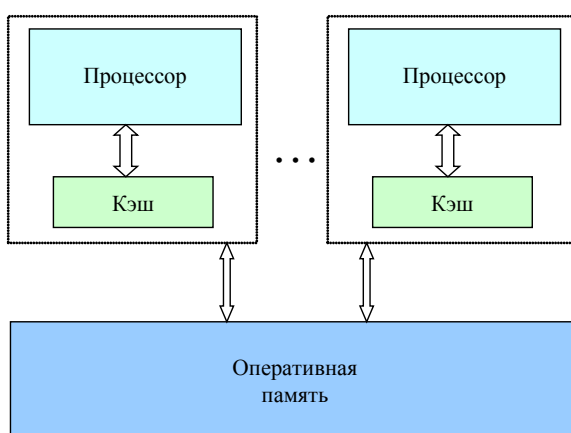 Процессор
Процессор
. . .
Кэш
Кэш
Оперативная
память